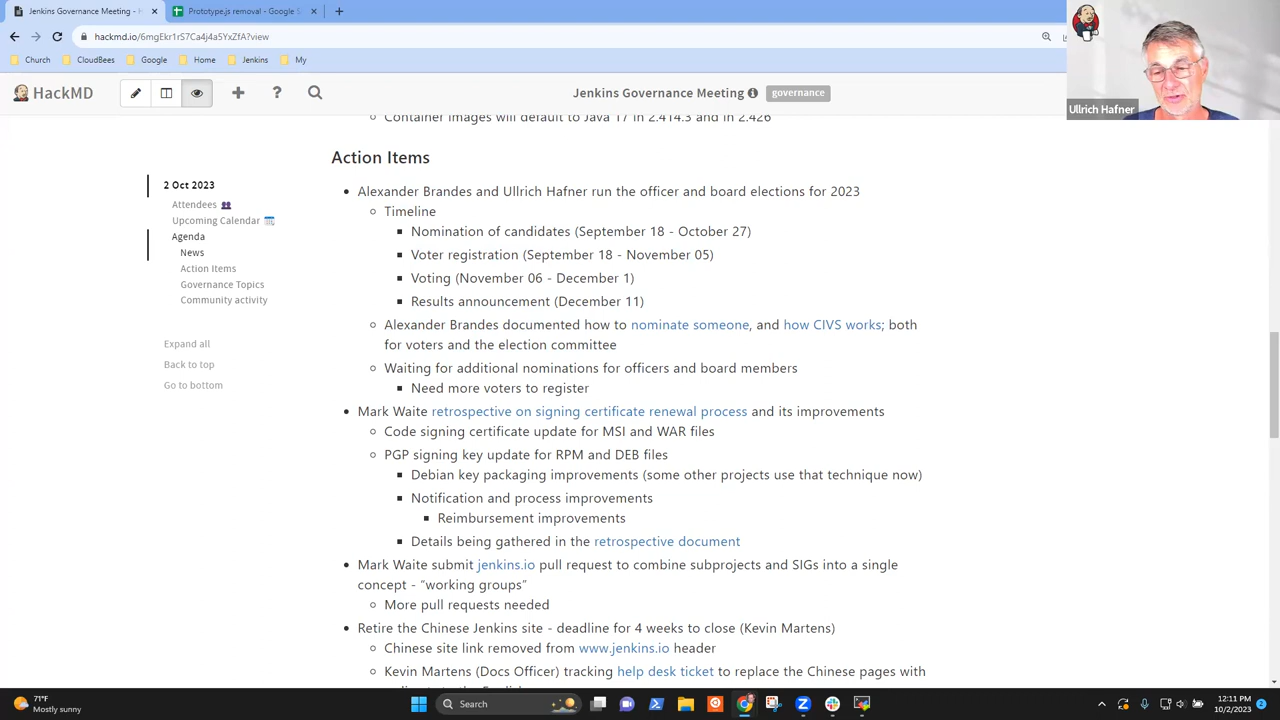 Jenkins Governance Meeting -
Prototype.js removal - Google S
hackmd.io/6mgEkr1rS7Ca4j4a5YxZfA?view
Church
CloudBees
Google
Home
Jenkins
My
HackMD
Jenkins Governance Meeting
governance
Ullrich Hafner
2 Oct 2023
Attendees
Upcoming Calendar
Agenda
News
Action Items
Governance Topics
Community activity
Expand all
Back to top
Go to bottom
Container images will default to Java 17 in 2.414.3 and in 2.426
Action Items
Alexander Brandes and Ullrich Hafner run the officer and board elections for 2023
Timeline
Nomination of candidates (September 18 - October 27)
Voter registration (September 18 - November 05)
Voting (November 06 - December 1)
Results announcement (December 11)
Alexander Brandes documented how to nominate someone, and how CIVS works; both
for voters and the election committee
Waiting for additional nominations for officers and board members
Need more voters to register
Mark Waite retrospective on signing certificate renewal process and its improvements
Code signing certificate update for MSI and WAR files
PGP signing key update for RPM and DEB files
Debian key packaging improvements (some other projects use that technique now)
Notification and process improvements
Reimbursement improvements
Details being gathered in the retrospective document
Mark Waite submit jenkins.io pull request to combine subprojects and SIGs into a single
concept - “working groups”
More pull requests needed
Retire the Chinese Jenkins site - deadline for 4 weeks to close (Kevin Martens)
Chinese site link removed from www.jenkins.io header
Kevin Martens (Docs Officer) tracking help desk ticket to replace the Chinese pages with
71°F
Mostly sunny
Search
12:11 PM
10/2/2023